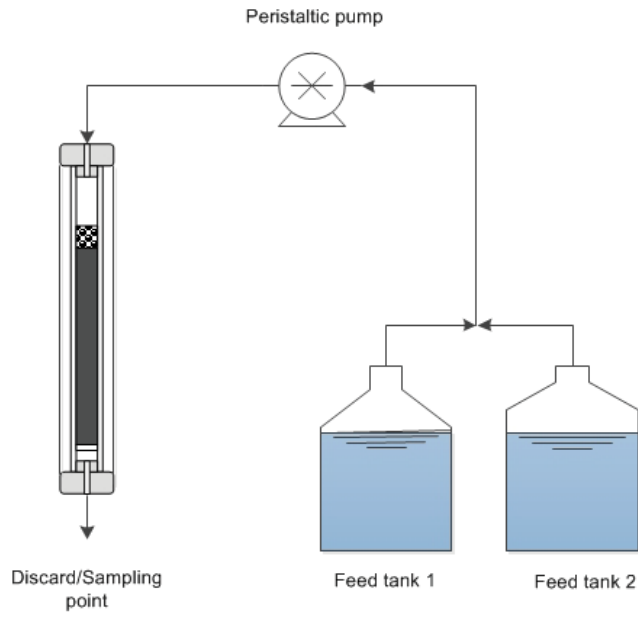 Peristaltic pump
Feed tank 1
Feed tank 2
Discard/Sampling
point